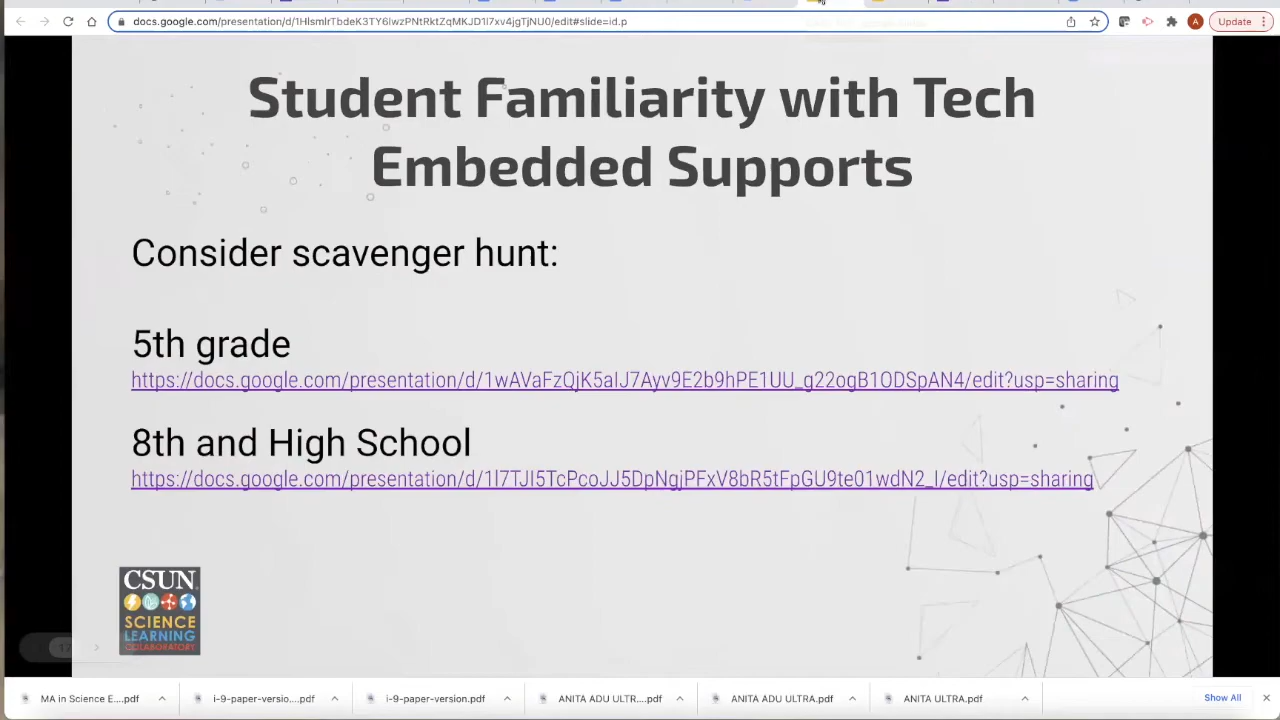 docs.google.com/presentation/d/1HlsmlrTbdeK3TY6lwzPNtRktZqMKJD1i7xv4jgTjNU0/edit#slide=id.p
A
Update
Student Familiarity with Tech
Embedded Supports
Consider scavenger hunt:
5th grade
https://docs.google.com/presentation/d/1wAVaFzQjK5aIJ7Ayv9E2b9hPE1UU_g22ogB1ODSpAN4/edit?usp=sharing
8th and High School
https://docs.google.com/presentation/d/1l7TJI5TcPcoJJ5DpNgjPFxV8bR5tFpGU9te01wdN2_I/edit?usp=sharing
CSUN
SCIENCE
LEARNING
COLLABORATORY
MA in Science E....pdf
i-9-paper-versio....pdf
i-9-paper-version.pdf
ANITA ADU ULTR....pdf
ANITA ADU ULTRA.pdf
ANITA ULTRA.pdf
Show All